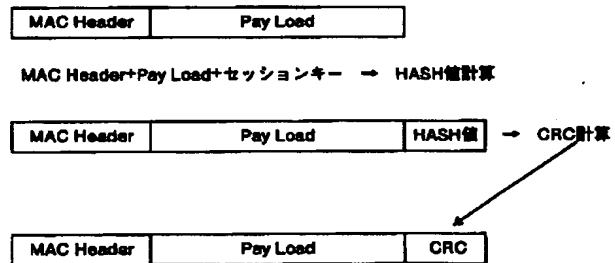 MAC Header Pay Load
MAC Header+Pay Load+セッションキー → HASH値計算
MAC Header Pay Load HASH値 → CRC計算
MAC Header Pay Load CRC